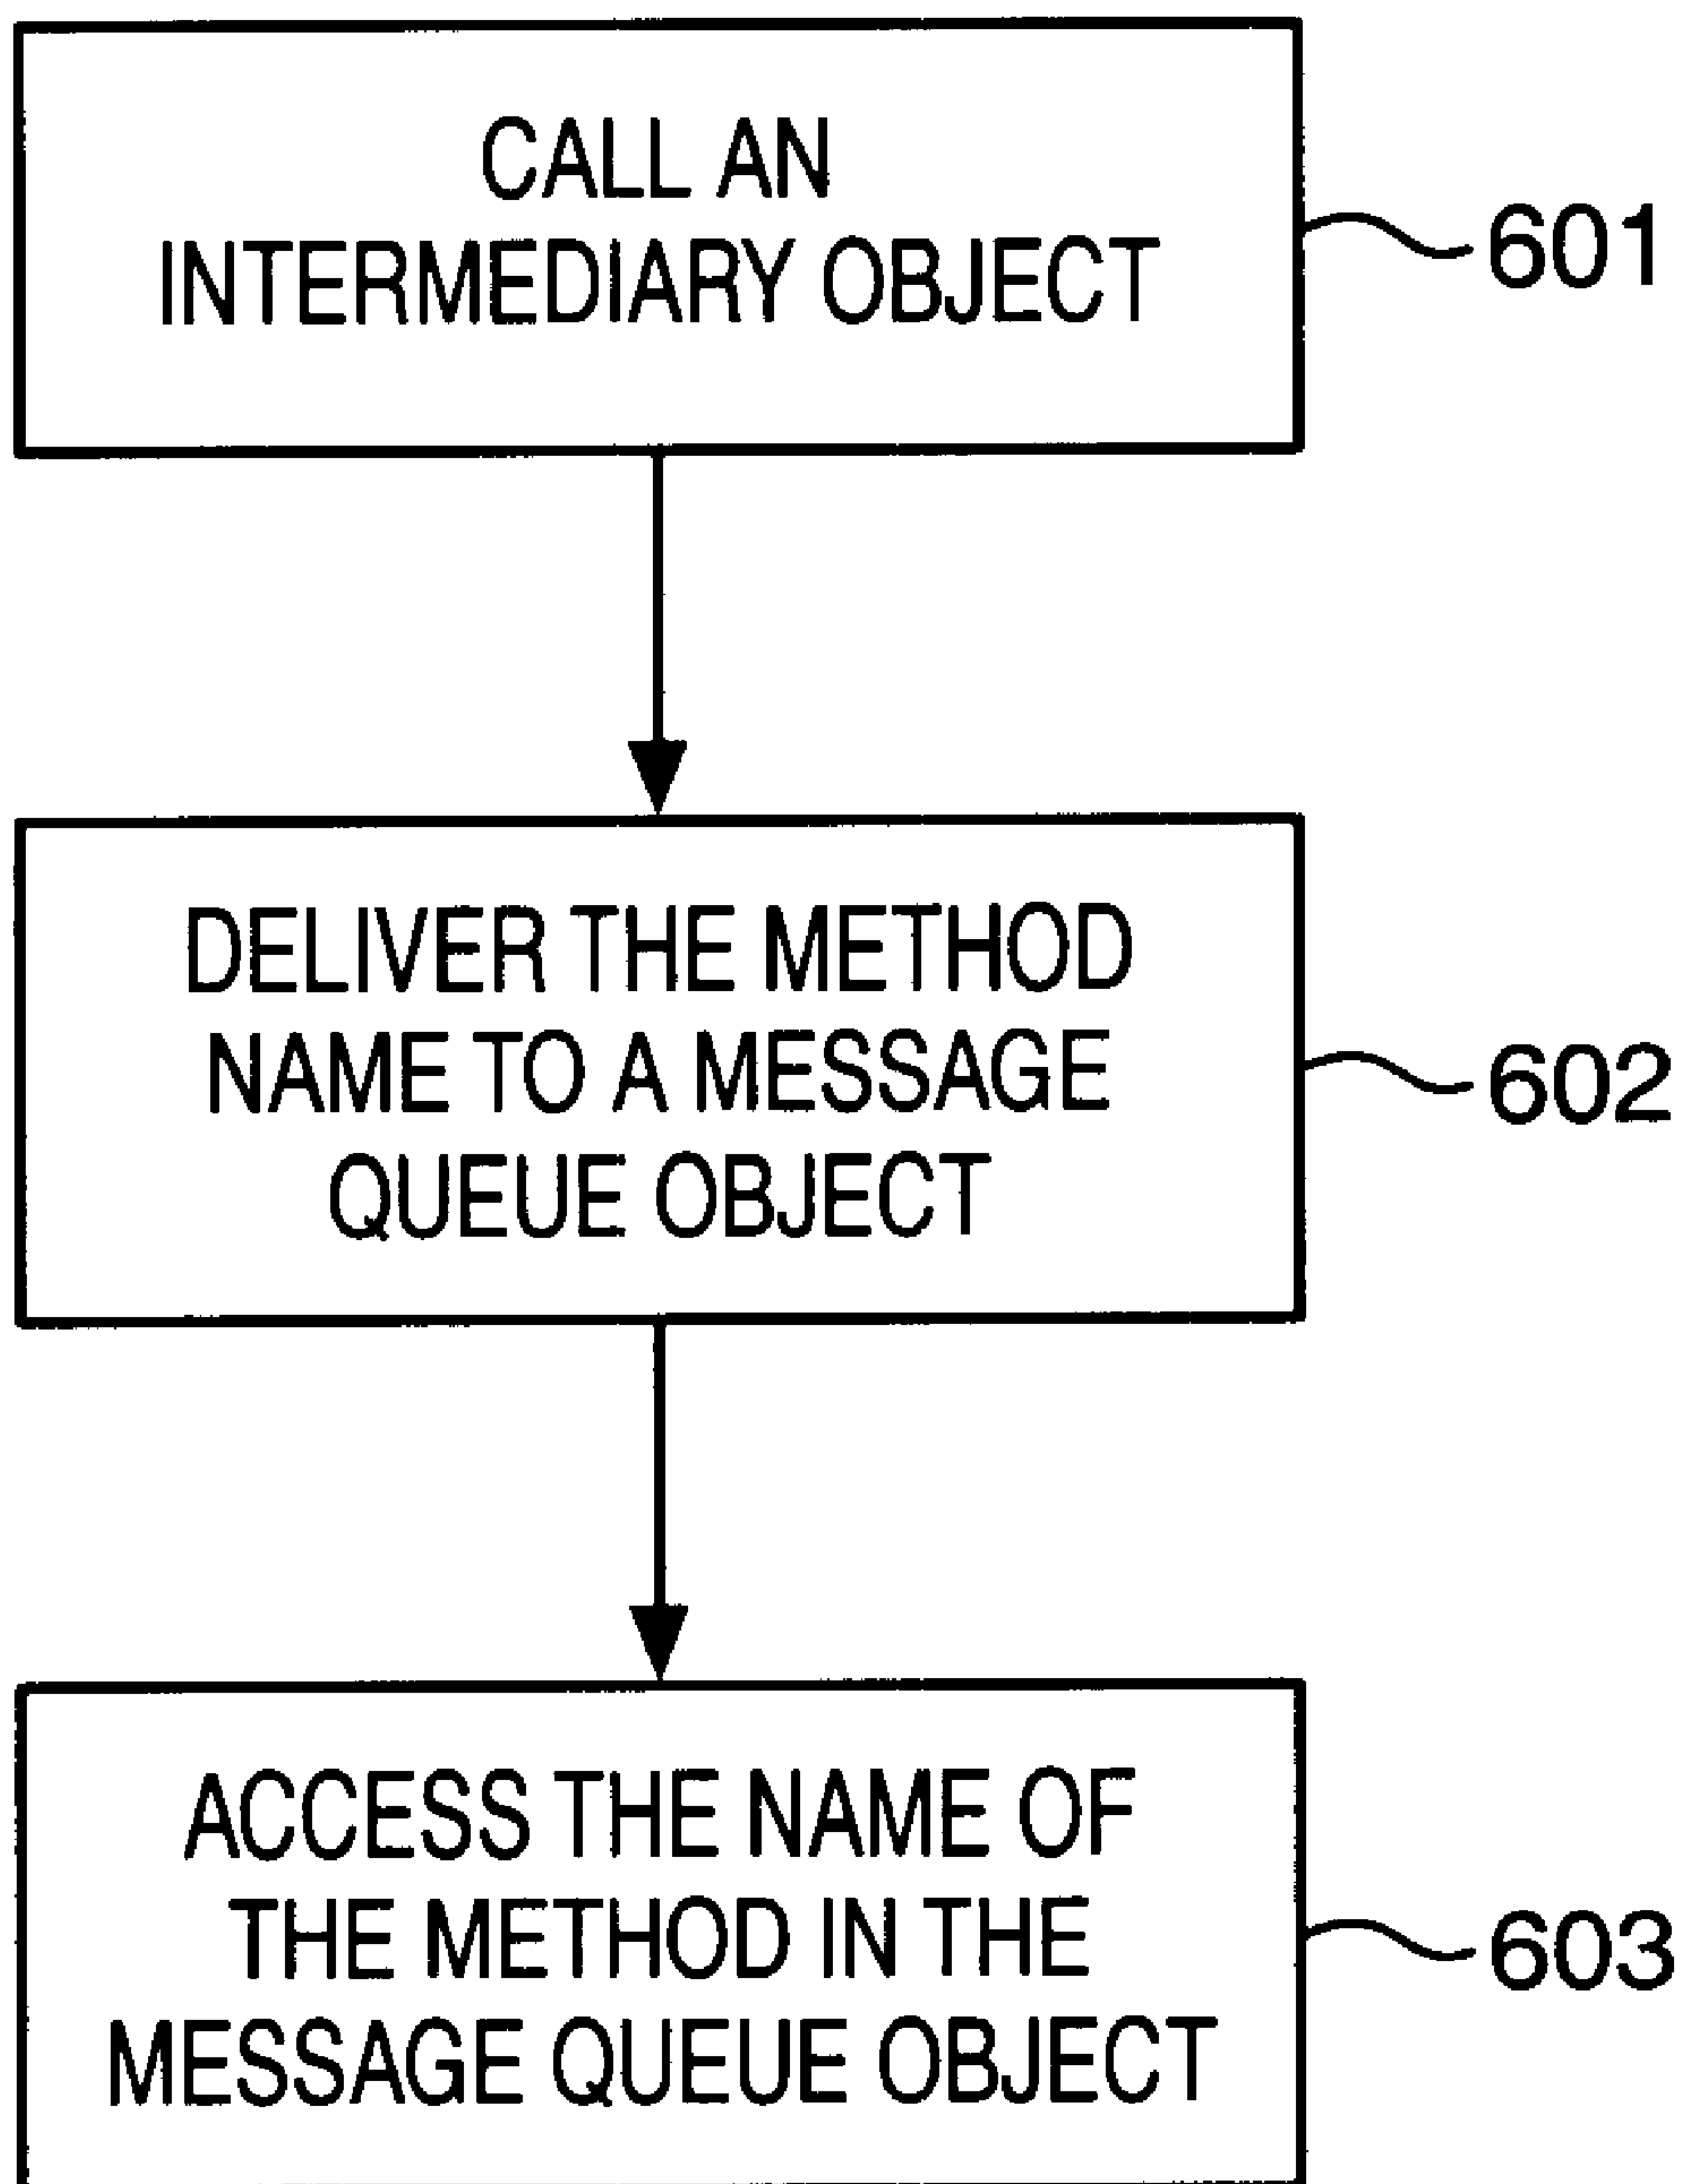 CALL AN
INTERMEDIARY OBJECT
601
DELIVER THE METHOD
NAME TO A MESSAGE
QUEUE OBJECT
602
ACCESS THE NAME OF
THE METHOD IN THE
MESSAGE QUEUE OBJECT
603